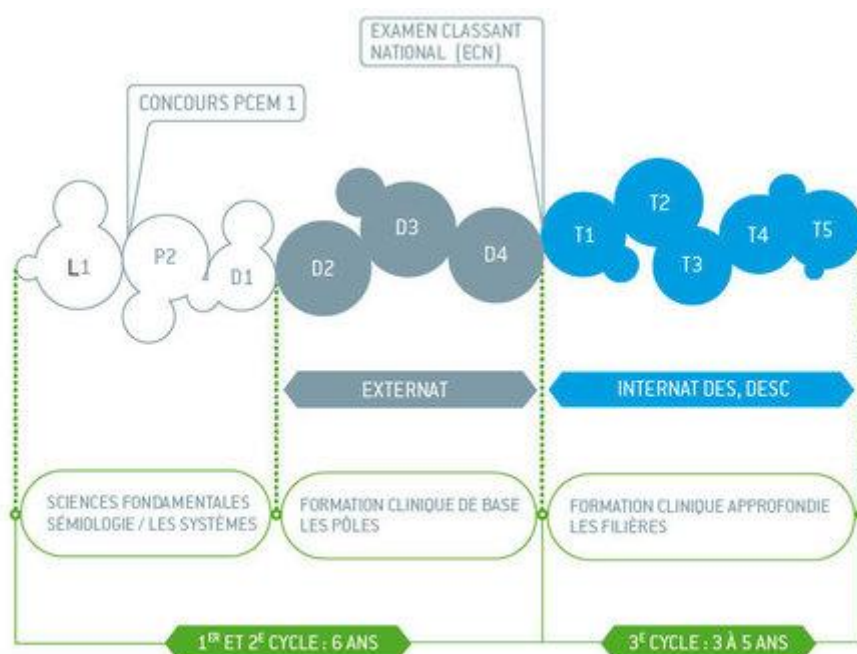 EXAMEN CLASSANT
NATIONAL (ECN)
CONCOURS PCEM 1
L1
P2
D1
D2
D3
D4
T1
T2
T3
T4
T5
EXTERNAT
INTERNAT DES, DESC
SCIENCES FONDAMENTALES
SÉMIOLOGIE / LES SYSTÈMES
FORMATION CLINIQUE DE BASE
LES PÔLES
FORMATION CLINIQUE APPROFONDIE
LES FILIÈRES
1ER ET 2E CYCLE : 6 ANS
3E CYCLE : 3 À 5 ANS